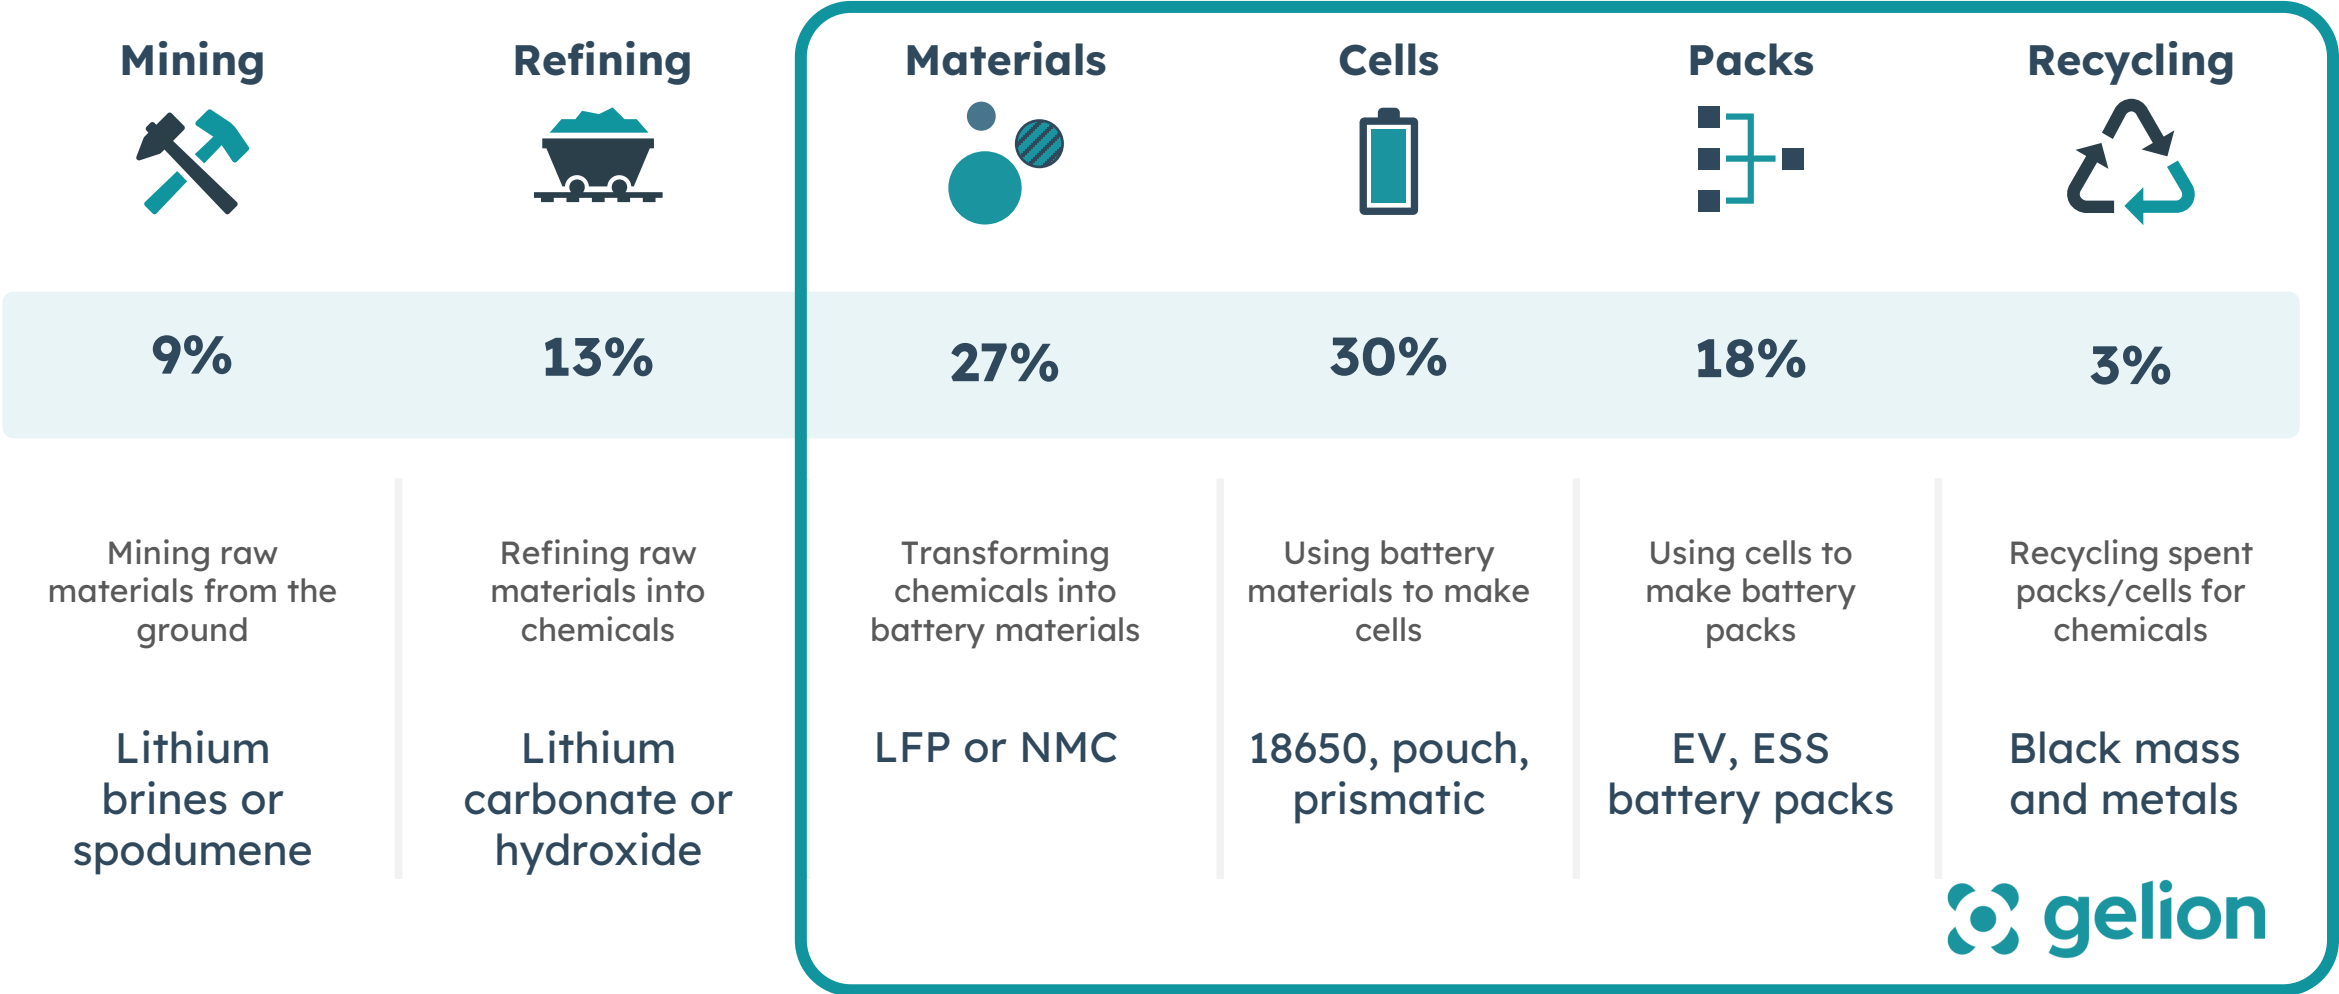 Mining
Refining
Materials
Cells
Packs
Recycling
9%
13%
27%
30%
18%
3%
Mining raw
materials from the
ground
Refining raw
materials into
chemicals
Transforming
chemicals into
battery materials
Using battery
materials to make
cells
Using cells to
make battery
packs
Recycling spent
packs/cells for
chemicals
Lithium
brines or
spodumene
Lithium
carbonate or
hydroxide
LFP or NMC
18650, pouch,
prismatic
EV, ESS
battery packs
Black mass
and metals
gelion